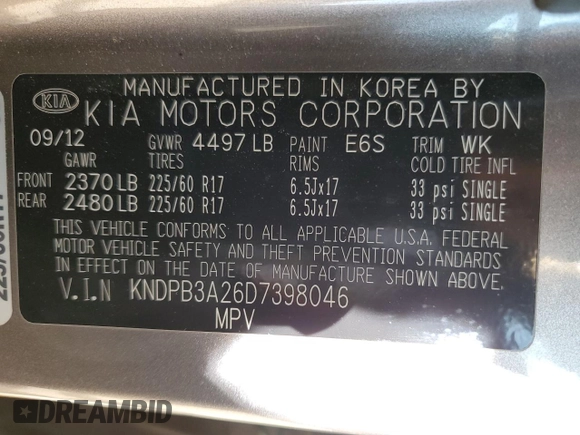 MANUFACTURED IN KOREA BY
KIA KIA MOTORS CORPORATION
09/12 GVWR 4497 LB PAINT E6S TRIM WK
GAWR TIRES RIMS COLD TIRE INFL
FRONT 2370 LB 225/60 R17 6.5Jx17 33 psi SINGLE
REAR 2480 LB 225/60 R17 6.5Jx17 33 psi SINGLE
THIS VEHICLE CONFORMS TO ALL APPLICABLE U.S.A. FEDERAL
MOTOR VEHICLE SAFETY AND THEFT PREVENTION STANDARDS
IN EFFECT ON THE DATE OF MANUFACTURE SHOWN ABOVE.
V.I.N KNDPB3A26D7398046
MPV
DREAMBID